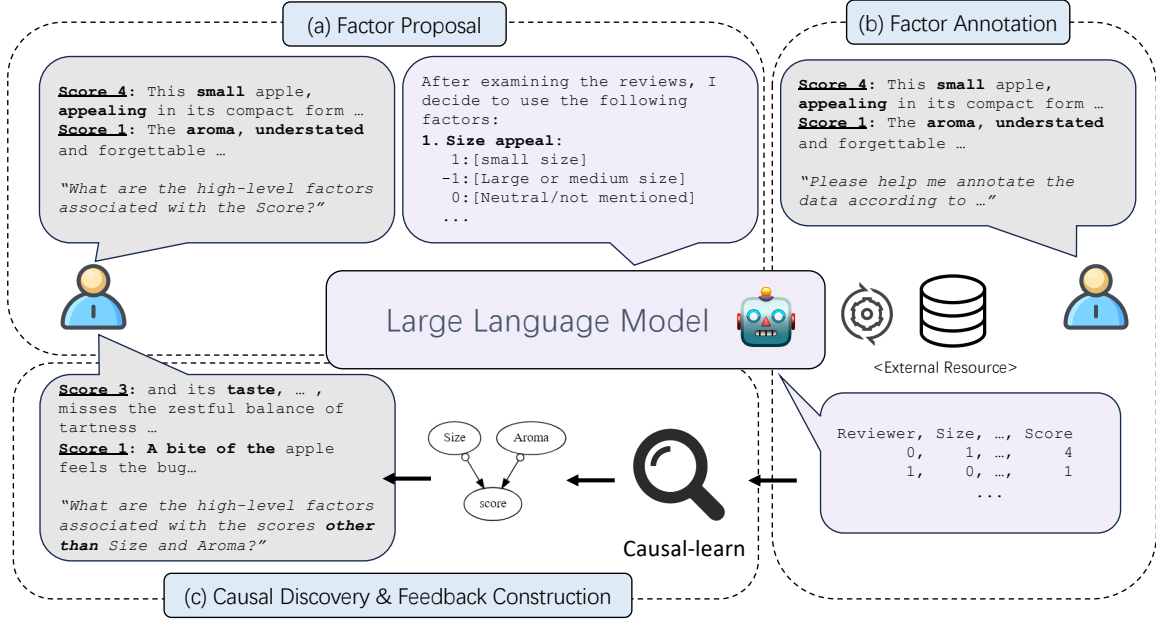 (a) Factor Proposal
Score 4: This small apple,
appealing in its compact form …
Score 1: The aroma, understated
and forgettable …
“What are the high-level factors
associated with the Score?”
After examining the reviews, I
decide to use the following
factors:
1. Size appeal:
1:[small size]
-1:[Large or medium size]
0:[Neutral/not mentioned]
...
(b) Factor Annotation
Score 4: This small apple,
appealing in its compact form …
Score 1: The aroma, understated
and forgettable …
“Please help me annotate the
data according to …”
Large Language Model
<External Resource>
Reviewer, Size, …, Score
0, 1, …, 4
1, 0, …, 1
...
Causal-learn
Size
Aroma
score
Score 3: and its taste, … ,
misses the zestful balance of
tartness …
Score 1: A bite of the apple
feels the bug…
“What are the high-level factors
associated with the scores other
than Size and Aroma?”
(c) Causal Discovery & Feedback Construction